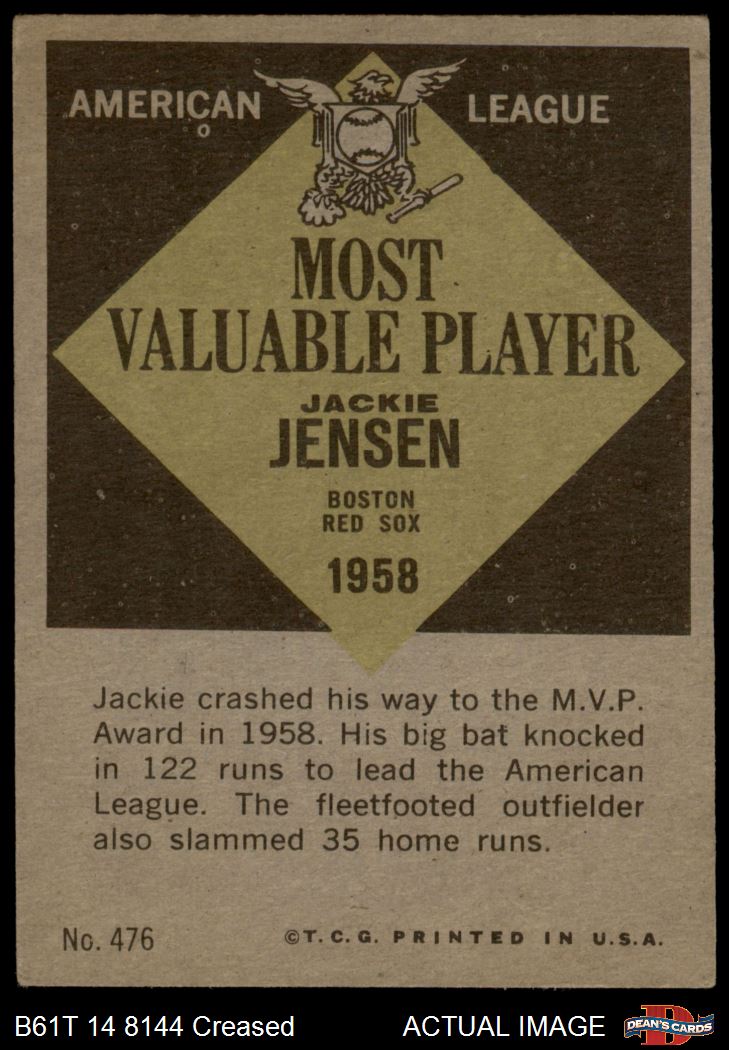 AMERICAN LEAGUE
MOST
VALUABLE PLAYER
JACKIE
JENSEN
BOSTON
RED SOX
1958
Jackie crashed his way to the M.V.P.
Award in 1958. His big bat knocked
in 122 runs to lead the American
League. The fleetfooted outfielder
also slammed 35 home runs.
No. 476 ©T.C.G. PRINTED IN U.S.A.
B61T 14 8144 Creased ACTUAL IMAGE D DEAN'S CARDS